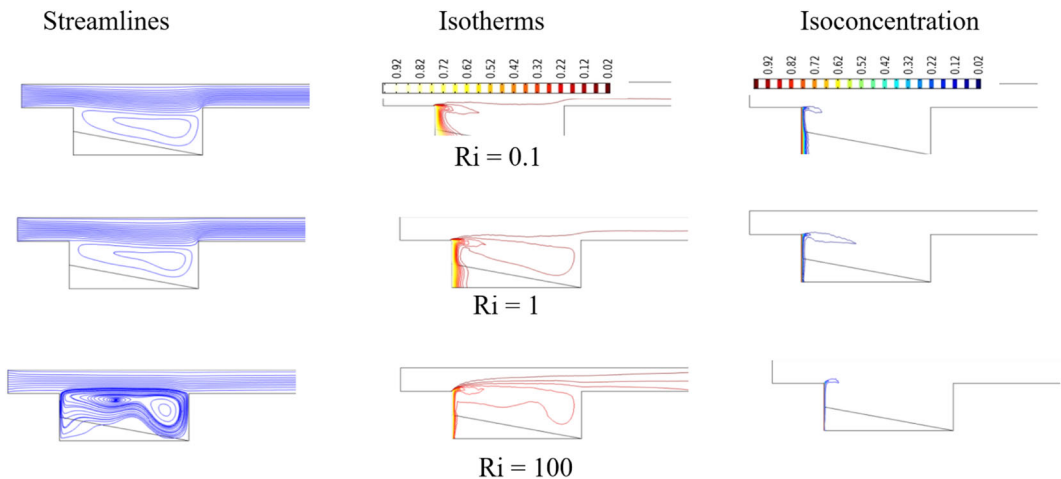 Streamlines
Isotherms
Isoconcentration
0.92 0.82 0.72 0.62 0.52 0.42 0.32 0.22 0.12 0.02
0.92 0.82 0.72 0.62 0.52 0.42 0.32 0.22 0.12 0.02
Ri = 0.1
Ri = 1
Ri = 100